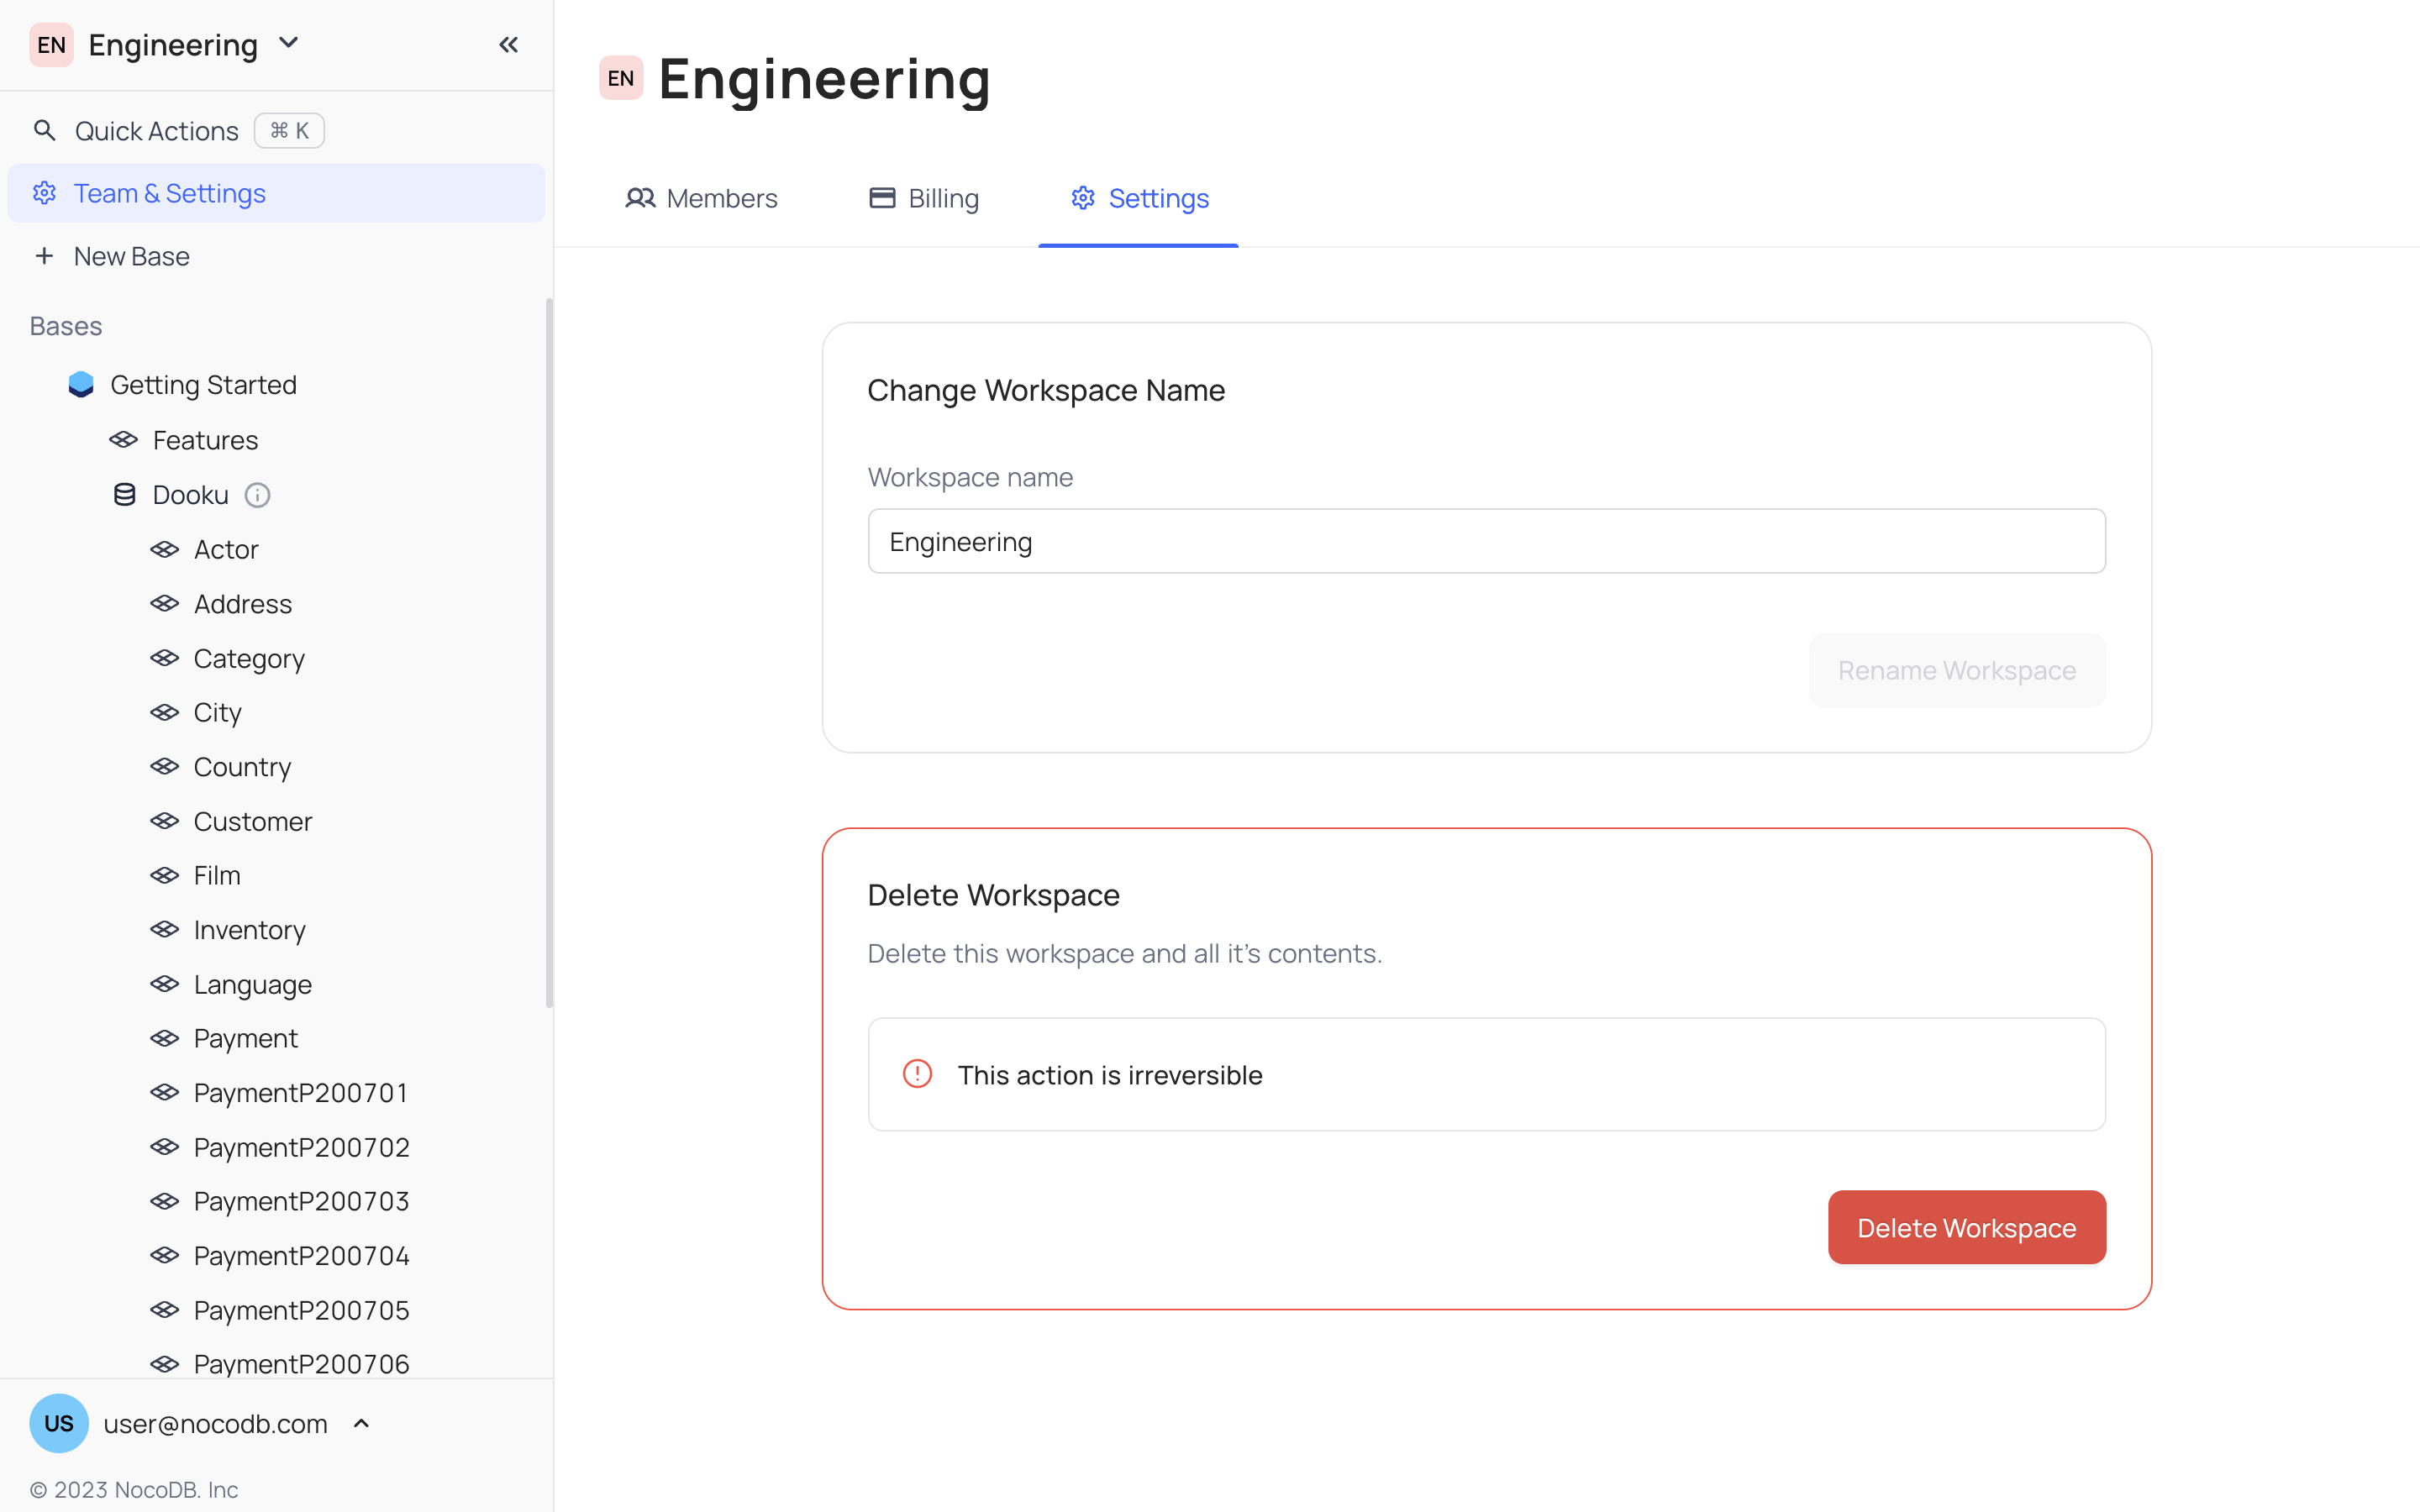 EN Engineering
Quick Actions ⌘ K
Team & Settings
New Base
Bases
Getting Started
Features
Dooku
Actor
Address
Category
City
Country
Customer
Film
Inventory
Language
Payment
PaymentP200701
PaymentP200702
PaymentP200703
PaymentP200704
PaymentP200705
PaymentP200706
US user@nocodb.com
© 2023 NocoDB. Inc
EN Engineering
Members Billing Settings
Change Workspace Name
Workspace name
Engineering
Rename Workspace
Delete Workspace
Delete this workspace and all it's contents.
This action is irreversible
Delete Workspace